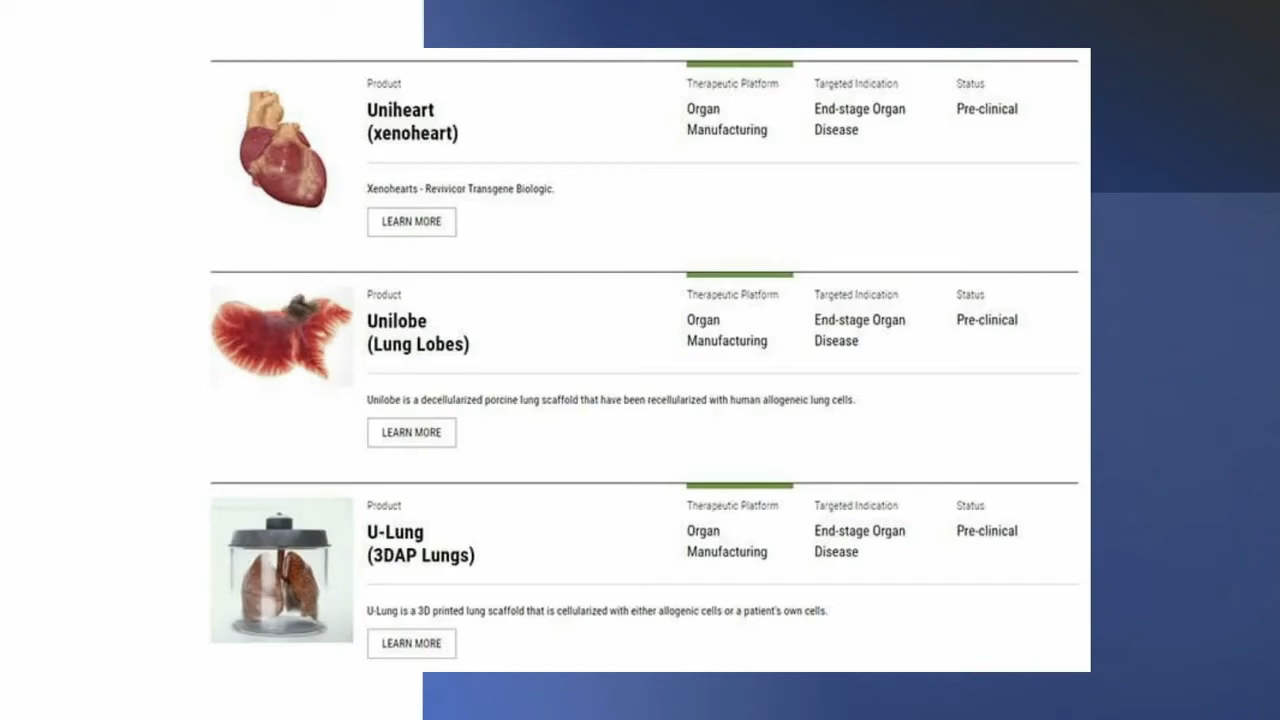 Product
Therapeutic Platform
Targeted Indication
Status
Uniheart
(xenoheart)
Organ
Manufacturing
End-stage Organ
Disease
Pre-clinical
Xenohearts - Revivicor Transgene Biologic.
LEARN MORE
Product
Therapeutic Platform
Targeted Indication
Status
Unilobe
(Lung Lobes)
Organ
Manufacturing
End-stage Organ
Disease
Pre-clinical
Unilobe is a decellularized porcine lung scaffold that have been recellularized with human allogeneic lung cells.
LEARN MORE
Product
Therapeutic Platform
Targeted Indication
Status
U-Lung
(3DAP Lungs)
Organ
Manufacturing
End-stage Organ
Disease
Pre-clinical
U-Lung is a 3D printed lung scaffold that is cellularized with either allogenic cells or a patient's own cells.
LEARN MORE